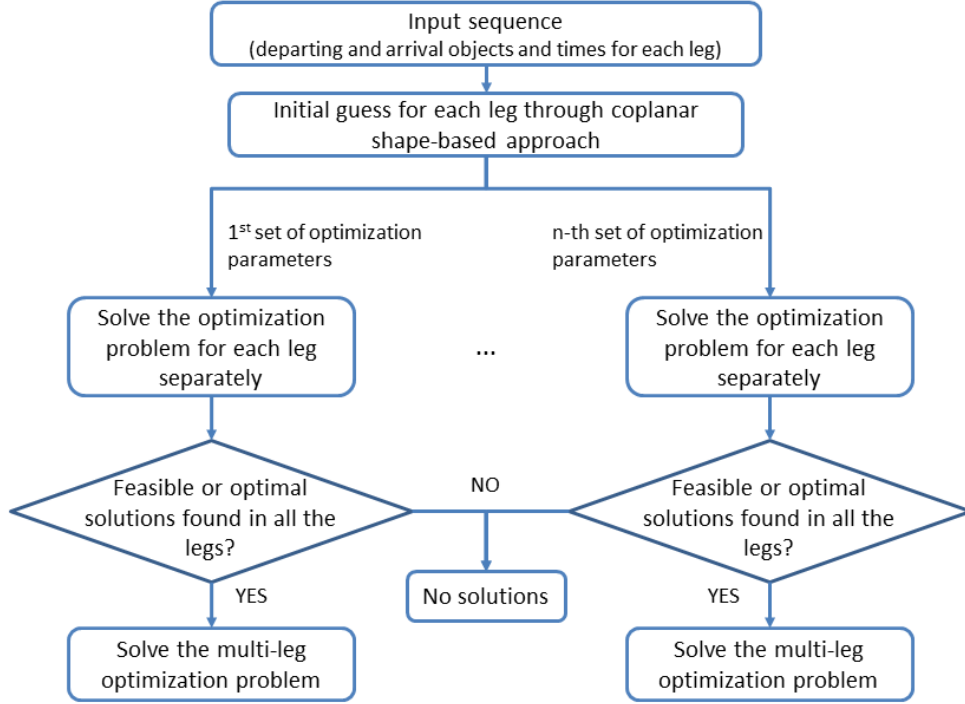 Input sequence
(departing and arrival objects and times for each leg)
Initial guess for each leg through coplanar
shape-based approach
1st set of optimization
parameters
n-th set of optimization
parameters
Solve the optimization
problem for each leg
separately
...
Solve the optimization
problem for each leg
separately
Feasible or optimal
solutions found in all the
legs?
NO
Feasible or optimal
solutions found in all the
legs?
No solutions
YES
YES
Solve the multi-leg
optimization problem
Solve the multi-leg
optimization problem